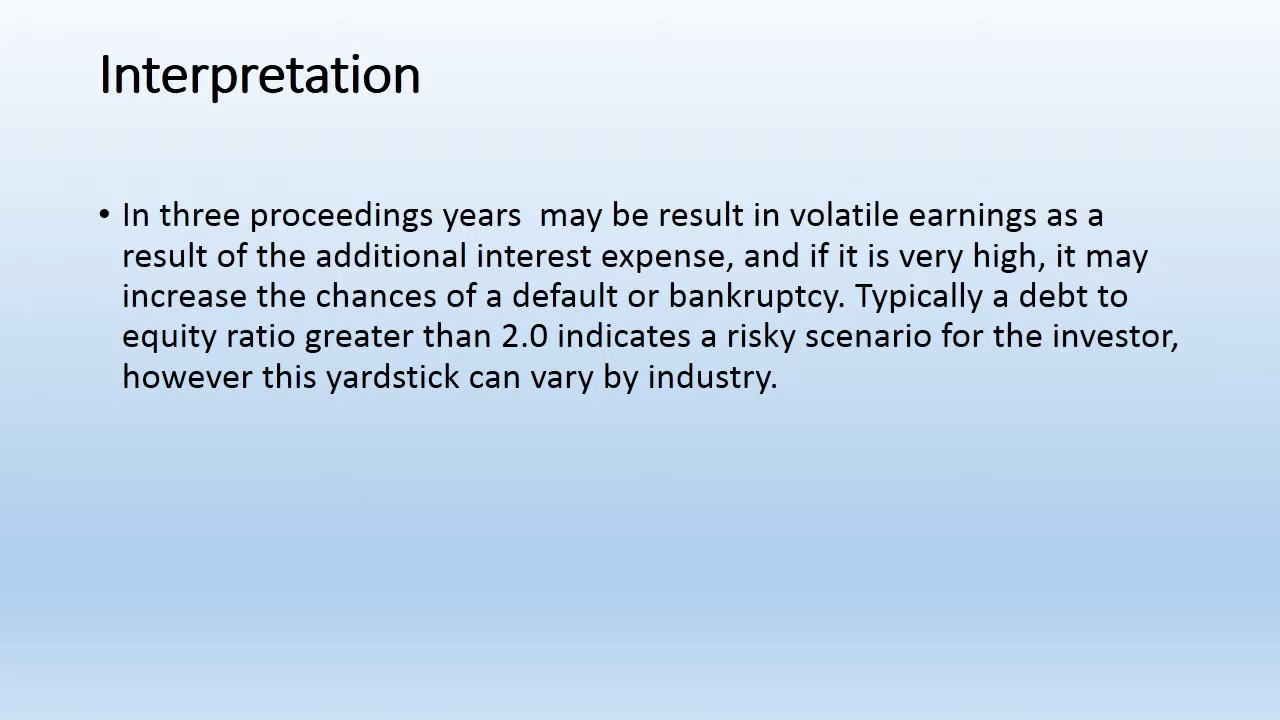 Interpretation
• In three proceedings years  may be result in volatile earnings as a
result of the additional interest expense, and if it is very high, it may
increase the chances of a default or bankruptcy. Typically a debt to
equity ratio greater than 2.0 indicates a risky scenario for the investor,
however this yardstick can vary by industry.